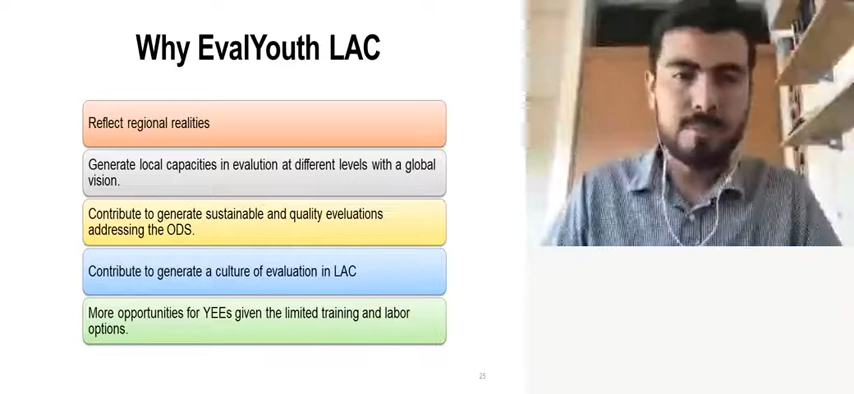 Why EvalYouth LAC
Reflect regional realities
Generate local capacities in evalution at different levels with a global
vision.
Contribute to generate sustainable and quality eveluations
addressing the ODS.
Contribute to generate a culture of evaluation in LAC
More opportunities for YEEs given the limited training and labor
options.
25